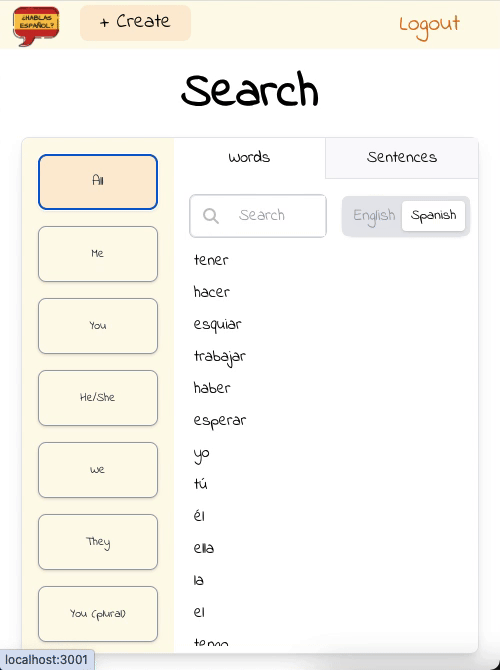 ¿HABLAS
ESPAÑOL?
+ Create
Logout
Search
All
Me
You
He/She
We
They
You (plural)
Words
Sentences
Search
English
Spanish
tener
hacer
esquiar
trabajar
haber
esperar
yo
tú
él
ella
la
el
tengo
localhost:3001